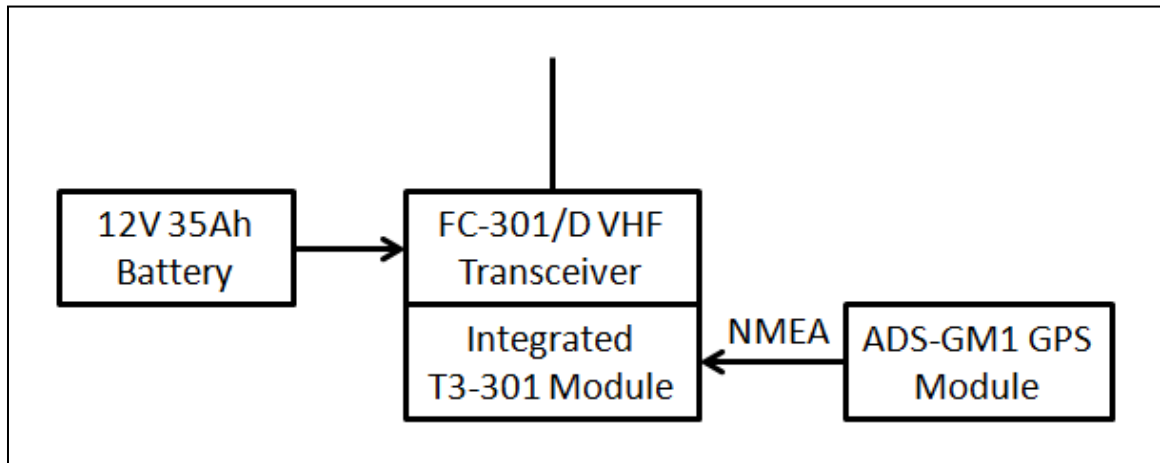 12V 35Ah
Battery
FC-301/D VHF
Transceiver
Integrated
T3-301 Module
NMEA
ADS-GM1 GPS
Module